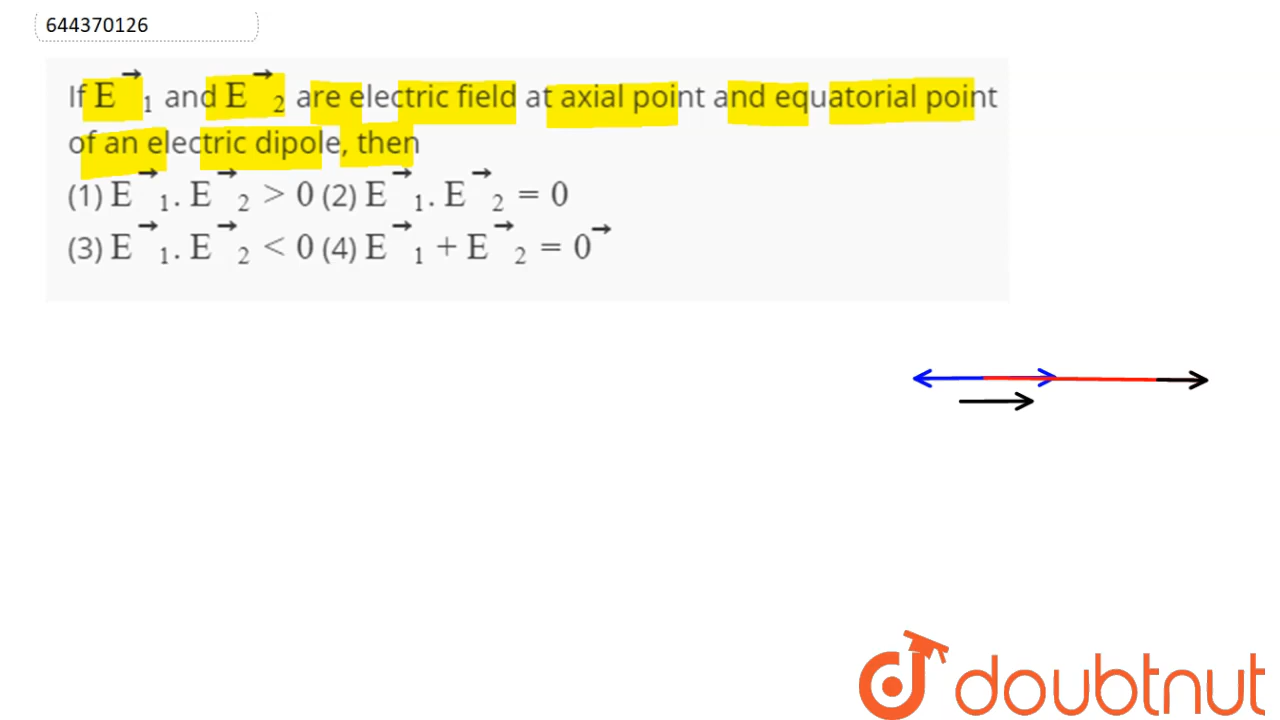 644370126
If E⃗ ₁ and E⃗ ₂ are electric field at axial point and equatorial point
of an electric dipole, then
(1) E⃗ ₁. E⃗ ₂ > 0 (2) E⃗ ₁. E⃗ ₂ = 0
(3) E⃗ ₁. E⃗ ₂ < 0 (4) E⃗ ₁ + E⃗ ₂ = 0⃗
doubtnut